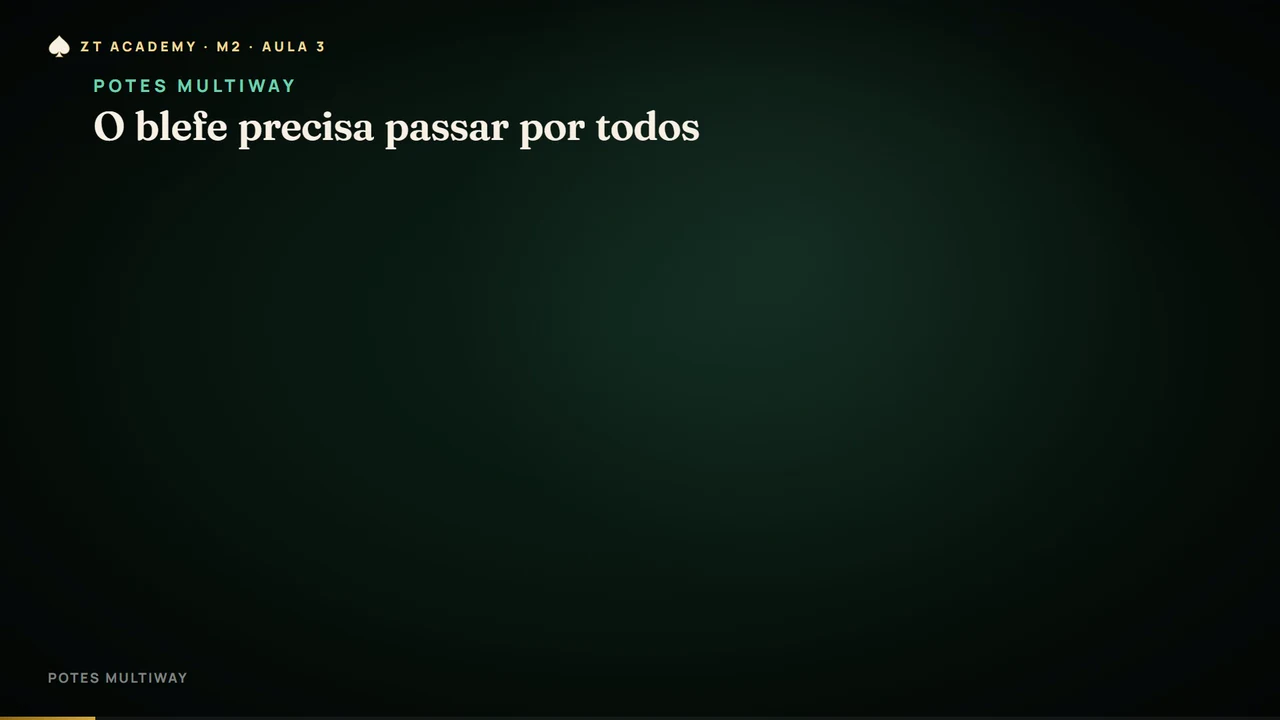 ZT ACADEMY · M2 · AULA 3
POTES MULTIWAY
O blefe precisa passar por todos
POTES MULTIWAY